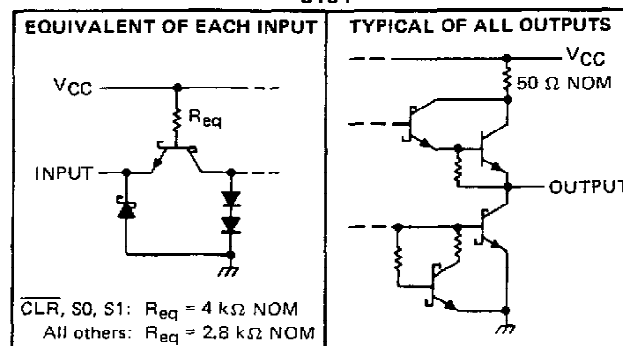 EQUIVALENT OF EACH INPUT
VCC
Req
INPUT
CLR, S0, S1: Req = 4 kΩ NOM
All others: Req = 2.8 kΩ NOM
TYPICAL OF ALL OUTPUTS
VCC
50 Ω NOM
OUTPUT